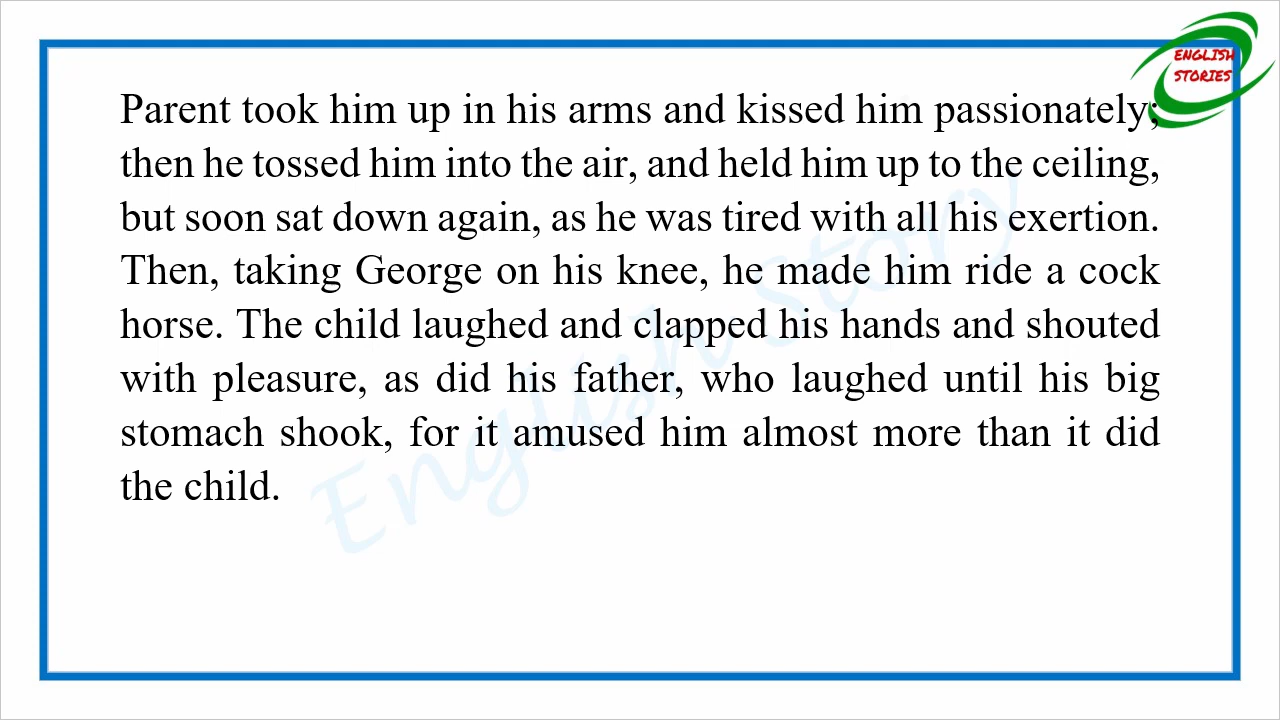 ENGLISH
STORIES
Parent took him up in his arms and kissed him passionately;
then he tossed him into the air, and held him up to the ceiling,
but soon sat down again, as he was tired with all his exertion.
Then, taking George on his knee, he made him ride a cock
horse. The child laughed and clapped his hands and shouted
with pleasure, as did his father, who laughed until his big
stomach shook, for it amused him almost more than it did
the child.
English Story